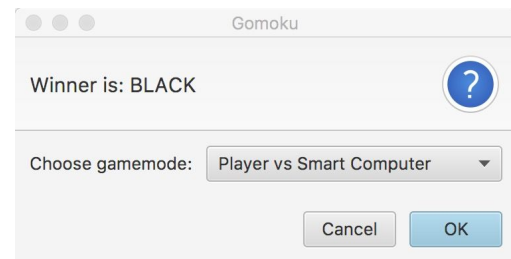 Gomoku
Winner is: BLACK
?
Choose gamemode: Player vs Smart Computer
Cancel OK